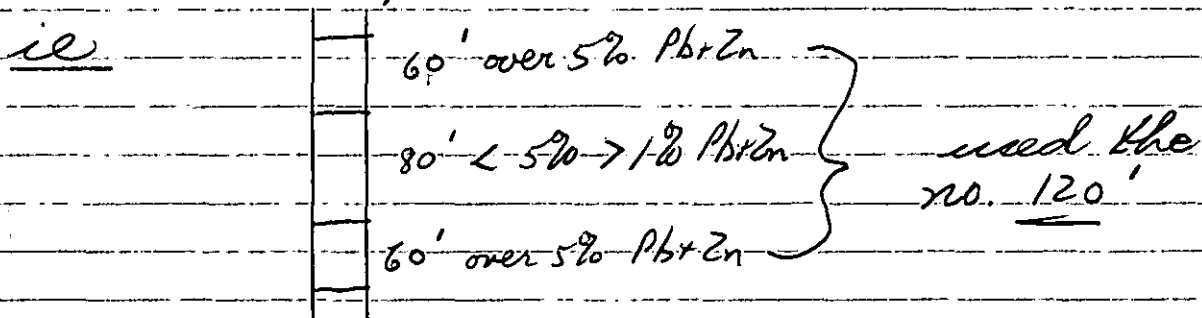 ie
60' over 5% Pb+Zn
80' < 5% > 1% Pb+Zn
60' over 5% Pb+Zn
used the
no. 120'